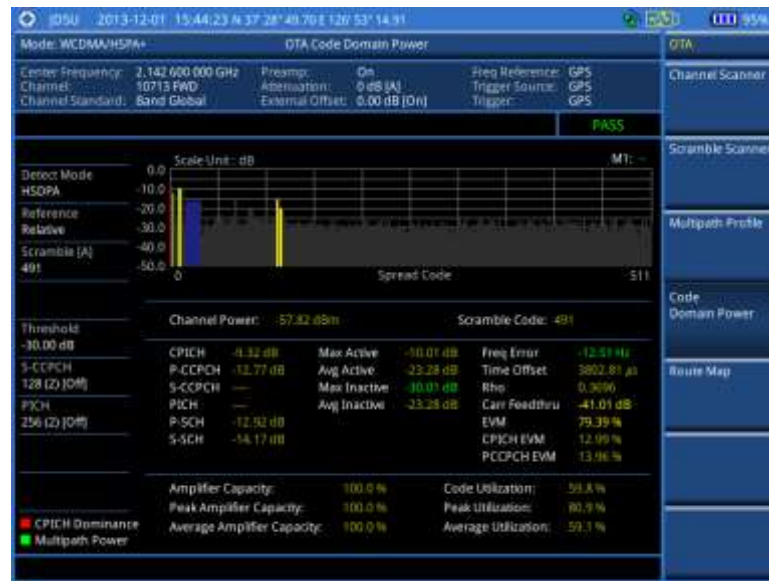 JDSU 2013-12-01 15:44:23 N 37° 28' 49.70 E 126° 53' 14.91 95%
Mode: WCDMA/HSPA+ OTA Code Domain Power OTA
Center Frequency: 2.142 600 000 GHz Preamp: On Freq Reference: GPS
Channel: 10713 FWD Attenuation: 0 dB [A] Trigger Source: GPS
Channel Standard: Band Global External Offset: 0.00 dB [On] Trigger: GPS
Channel Scanner
PASS
Scramble Scanner
Scale Unit : dB M1: --
Detect Mode
HSDPA
Reference
Relative
Scramble [A]
491
0.0
-10.0
-20.0
-30.0
-40.0
-50.0
0 Spread Code 511
Multipath Profile
Code
Domain Power
Route Map
Threshold
-30.00 dB
S-CCPCH
128 (2) [Off]
PICH
256 (2) [Off]
Channel Power: -57.82 dBm Scramble Code: 491
CPICH -9.32 dB Max Active -10.01 dB Freq Error -12.51 Hz
P-CCPCH -12.77 dB Avg Active -23.28 dB Time Offset 3802.81 µs
S-CCPCH --- Max Inactive -30.01 dB Rho 0.3696
PICH --- Avg Inactive -23.28 dB Carr Feedthru -41.01 dB
P-SCH -12.92 dB EVM 79.39 %
S-SCH -14.17 dB CPICH EVM 12.99 %
PCCPCH EVM 13.96 %
Amplifier Capacity: 100.0 % Code Utilization: 59.8 %
Peak Amplifier Capacity: 100.0 % Peak Utilization: 80.9 %
Average Amplifier Capacity: 100.0 % Average Utilization: 59.1 %
CPICH Dominance
Multipath Power